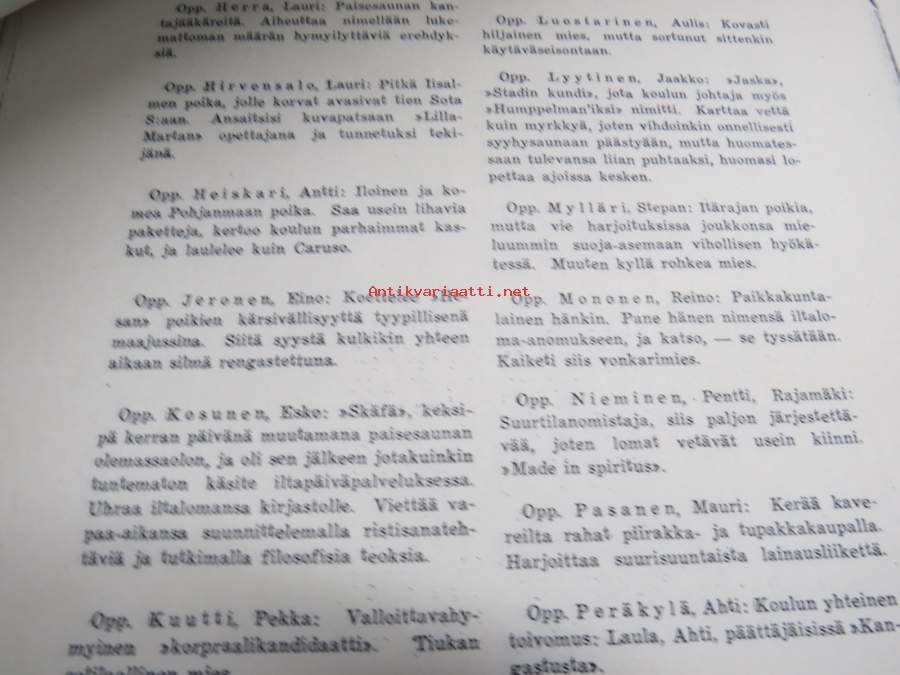 Opp. Herra, Lauri: Paisesaunan kan-
tajääkäreitä. Aiheuttaa nimellään luke-
mattoman määrän hymyilyttäviä erehdyk-
siä.
Opp. Hirvensalo, Lauri: Pitkä Iisal-
men poika, jolle korvat avasivat tien Sota
S:aan. Ansaitsisi kuvapatsaan »Lilla-
Martan» opettajana ja tunnetuksi teki-
jänä.
Opp. Heiskari, Antti: Iloinen ja ko-
mea Pohjanmaan poika. Saa usein lihavia
paketteja, kertoo koulun parhaimmat kas-
kut, ja laulelee kuin Caruso.
Opp. Jeronen, Eino: Koettelee
san» poikien kärsivällisyyttä tyypillisenä
maajussina. Siitä syystä kulkikin yhteen
aikaan silmä rengastettuna.
Opp. Kosunen, Esko: »Skäfä», keksi-
pä kerran päivänä muutamana paisesaunan
olemassaolon, ja oli sen jälkeen jotakuinkin
tuntematon käsite iltapäiväpalveluksessa.
Uhraa iltalomansa kirjastolle. Viettää va-
paa-aikansa suunnittelemalla ristisanateh-
täviä ja tutkimalla filosofisia teoksia.
Opp. Kuutti, Pekka: Valloittavahy-
myinen »korpraalikandidaatti». Tiukan
mies
Opp. Luostarinen, Aulis: Kovasti
hiljainen mies, mutta sortunut sittenkin
käytäväseisontaan.
Opp. Lyytinen, Jaakko: »Jaska»,
»Stadin kundi», jota koulun johtaja myös
»Humppelman'iksi» nimitti. Karttaa vettä
kuin myrkkyä, joten vihdoinkin onnellisesti
syyhysaunaan päästyään, mutta huomates-
saan tulevansa liian puhtaaksi, huomasi lo-
pettaa ajoissa kesken.
Opp. Mylläri, Stepan: Itärajan poikia,
mutta vie harjoituksissa joukkonsa mie-
luummin suoja-asemaan vihollisen hyökä-
tessä. Muuten kyllä rohkea mies.
Antikvariaatti.net
Opp. Mononen, Reino: Paikkakunta-
lainen hänkin. Pane hänen nimensä iltalo-
ma-anomukseen, ja katso, — se tyssätään.
Kaiketi siis vonkarimies.
Opp. Nieminen, Pentti, Rajamäki:
Suurtilanomistaja, siis paljon järjestettä-
vää, joten lomat vetävät usein kiinni.
»Made in spiritus».
Opp. Pasanen, Mauri: Kerää kave-
reilta rahat piirakka- ja tupakkakaupalla.
Harjoittaa suurisuuntaista lainausliikettä.
Opp. Peräkylä, Ahti: Koulun yhteinen
toivomus: Laula, Ahti, päättäjäisissä »Kan-
gastusta».